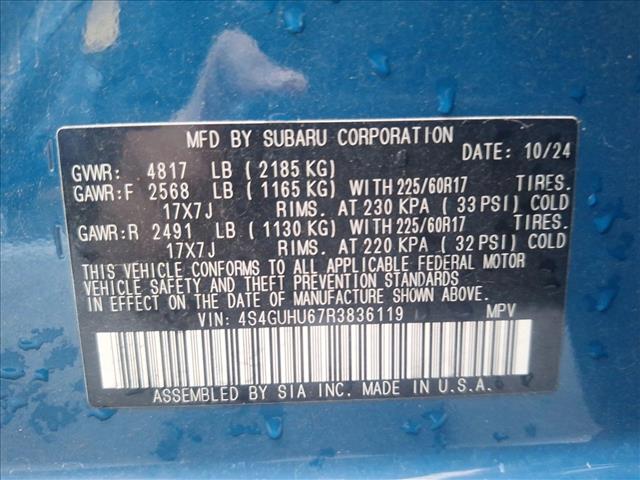 MFD BY SUBARU CORPORATION
GVWR: 4817 LB (2185 KG) DATE: 10/24
GAWR:F 2568 LB (1165 KG) WITH 225/60R17 TIRES.
17X7J RIMS. AT 230 KPA (33 PSI) COLD
GAWR:R 2491 LB (1130 KG) WITH 225/60R17 TIRES.
17X7J RIMS. AT 220 KPA (32 PSI) COLD
THIS VEHICLE CONFORMS TO ALL APPLICABLE FEDERAL MOTOR
VEHICLE SAFETY AND THEFT PREVENTION STANDARDS
IN EFFECT ON THE DATE OF MANUFACTURE SHOWN ABOVE.
VIN: 4S4GUHU67R3836119 MPV
ASSEMBLED BY SIA INC. MADE IN U.S.A.